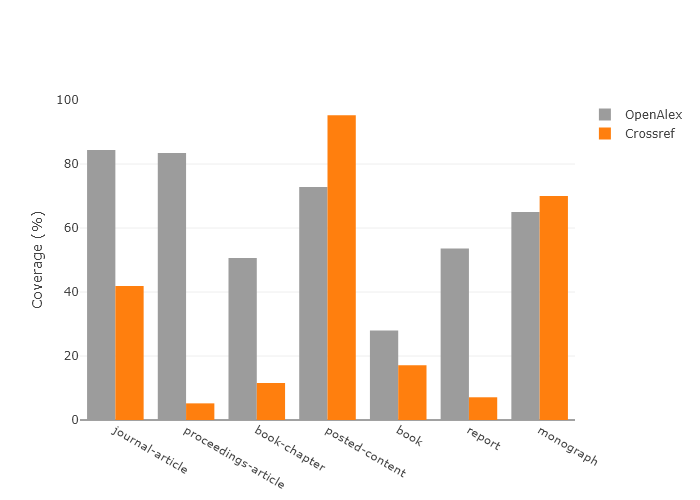 100
80
60
40
20
0
Coverage (%)
journal-article
proceedings-article
book-chapter
posted-content
book
report
monograph
OpenAlex
Crossref